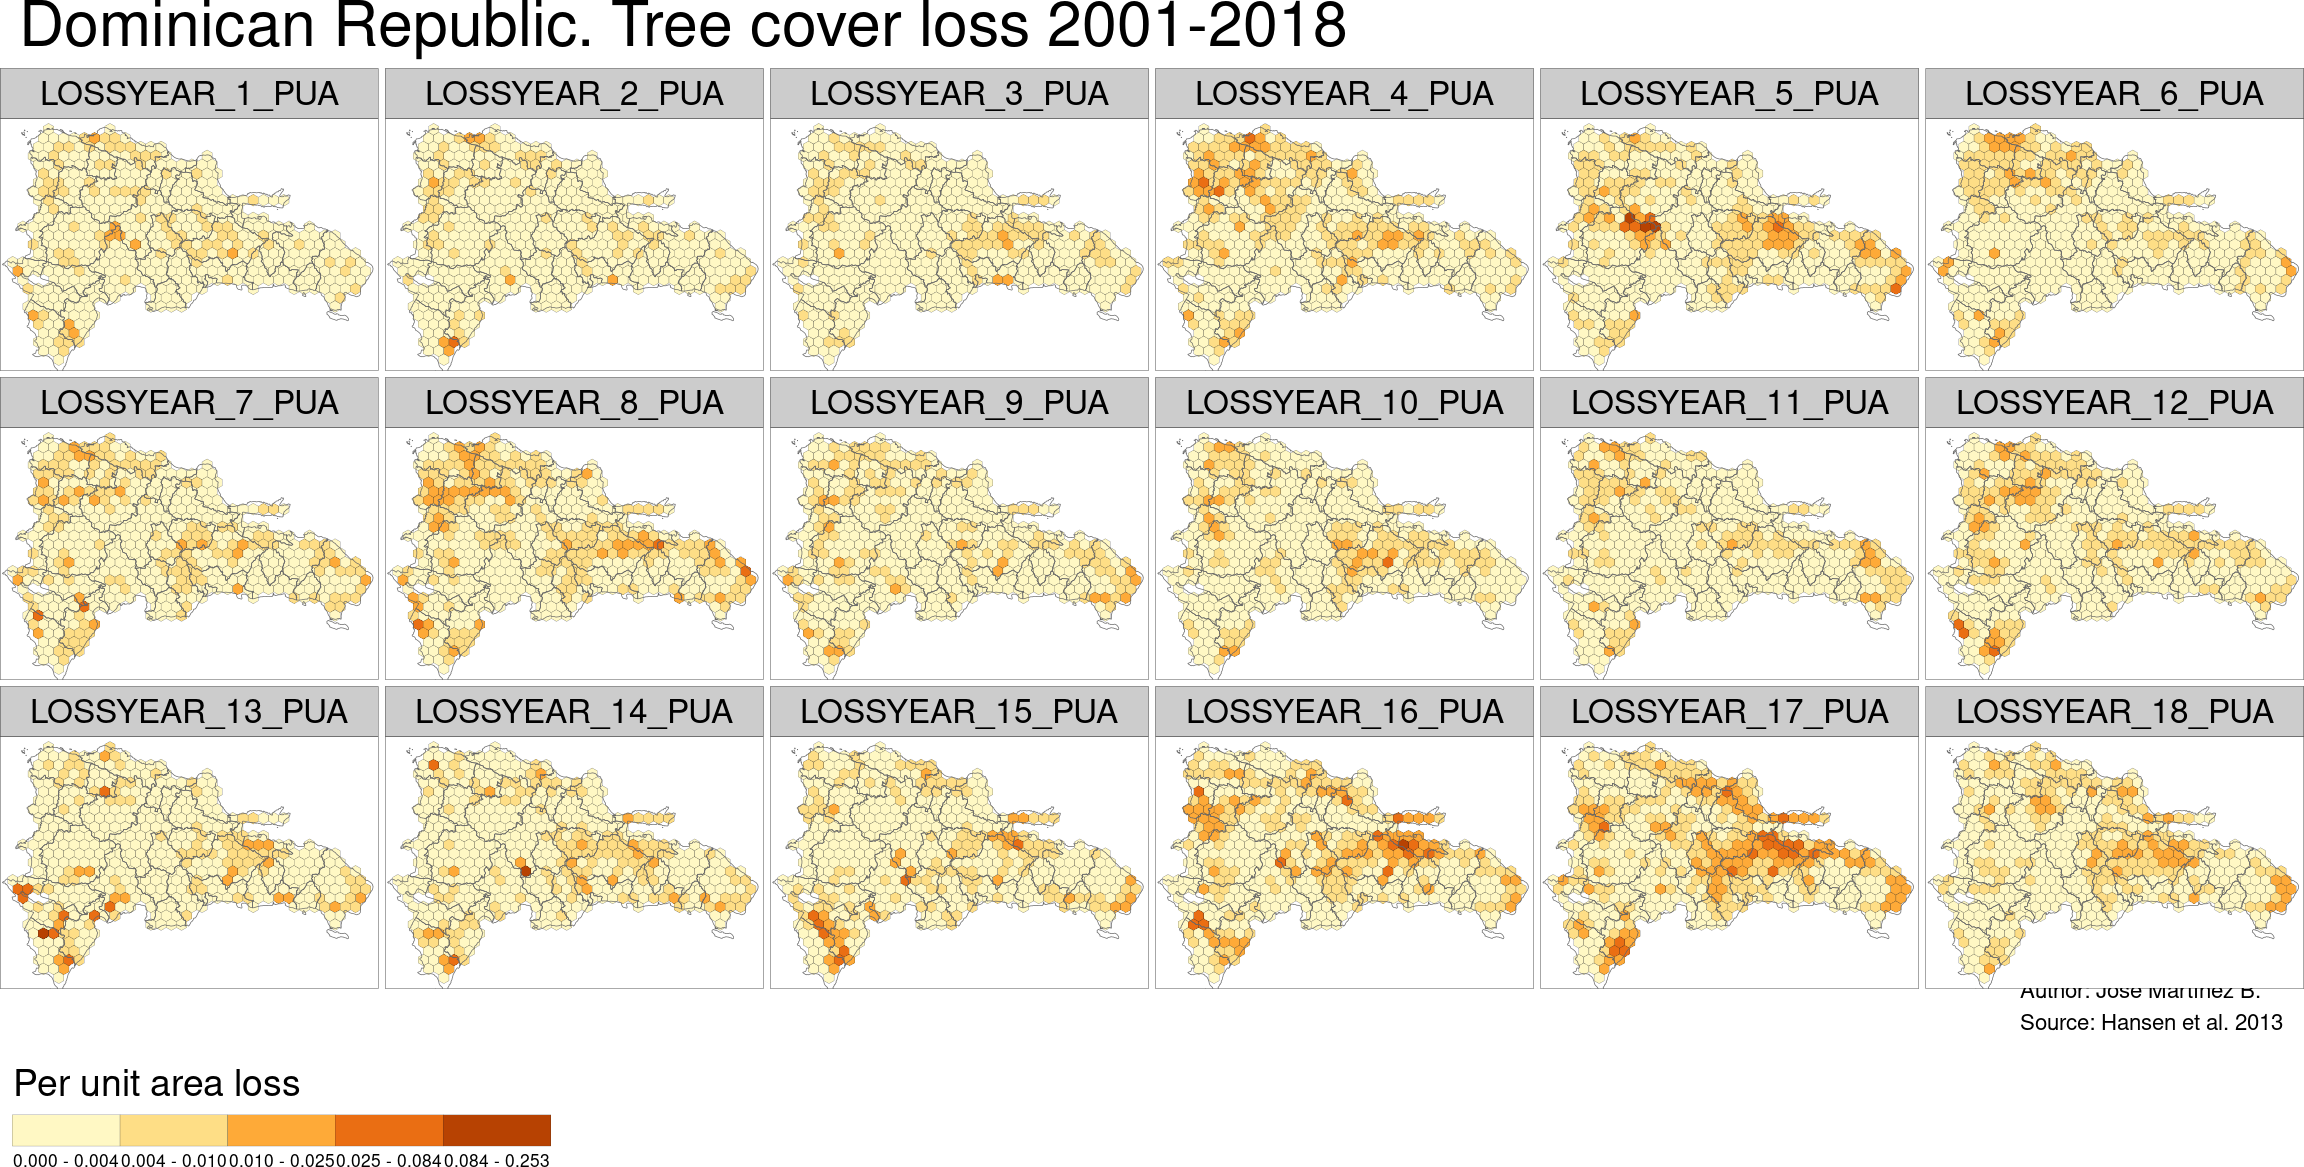 Dominican Republic. Tree cover loss 2001-2018
LOSSYEAR_1_PUA
LOSSYEAR_2_PUA
LOSSYEAR_3_PUA
LOSSYEAR_4_PUA
LOSSYEAR_5_PUA
LOSSYEAR_6_PUA
LOSSYEAR_7_PUA
LOSSYEAR_8_PUA
LOSSYEAR_9_PUA
LOSSYEAR_10_PUA
LOSSYEAR_11_PUA
LOSSYEAR_12_PUA
LOSSYEAR_13_PUA
LOSSYEAR_14_PUA
LOSSYEAR_15_PUA
LOSSYEAR_16_PUA
LOSSYEAR_17_PUA
LOSSYEAR_18_PUA
Author: José Martínez B.
Source: Hansen et al. 2013
Per unit area loss
0.000 - 0.004 0.004 - 0.010 0.010 - 0.025 0.025 - 0.084 0.084 - 0.253